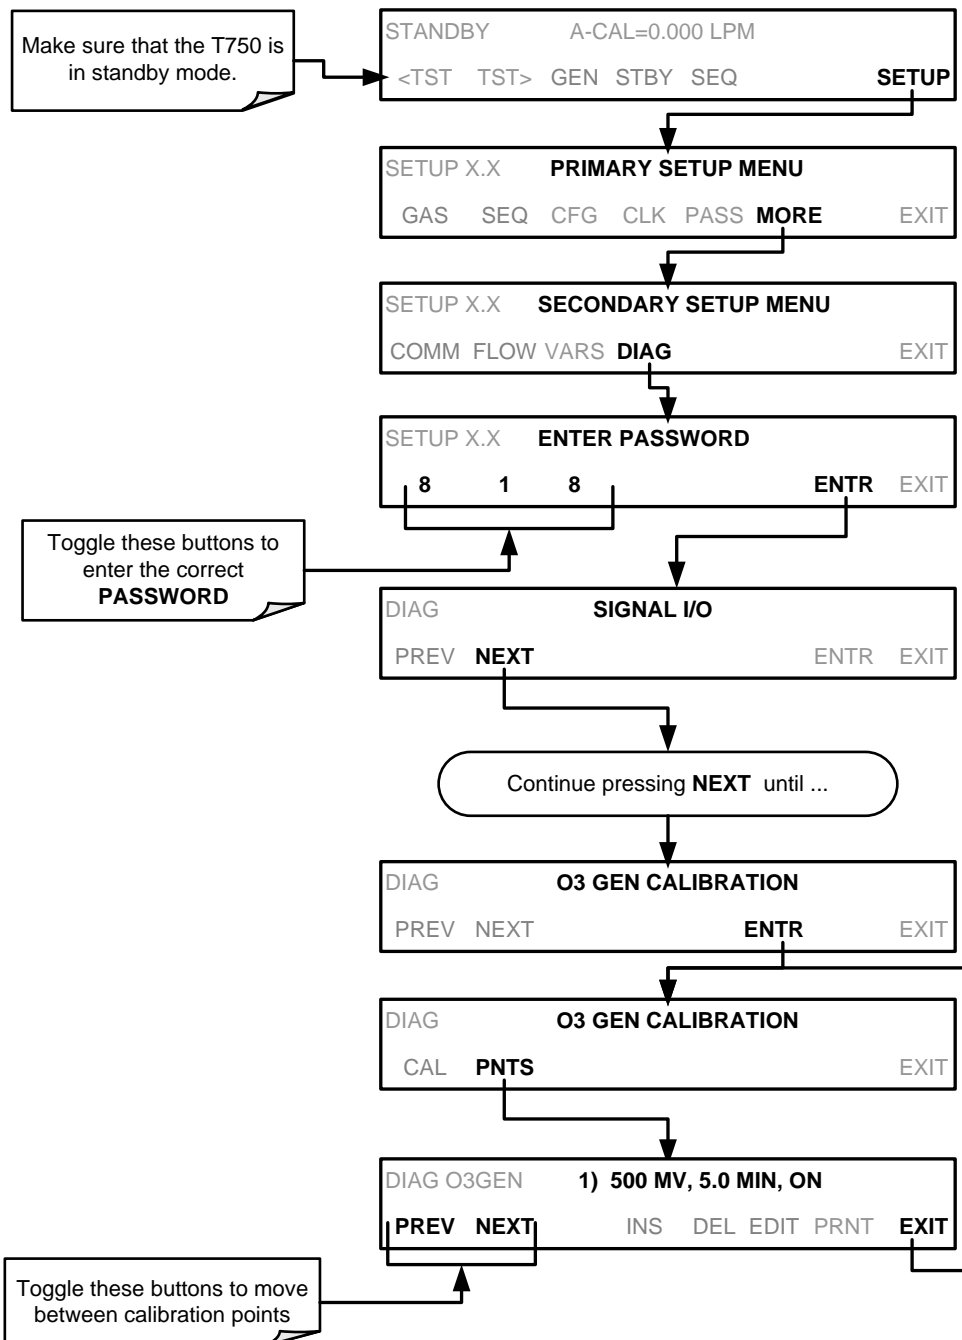 Make sure that the T750 is
in standby mode.
STANDBY A-CAL=0.000 LPM
<TST TST> GEN STBY SEQ SETUP
SETUP X.X PRIMARY SETUP MENU
GAS SEQ CFG CLK PASS MORE EXIT
SETUP X.X SECONDARY SETUP MENU
COMM FLOW VARS DIAG EXIT
SETUP X.X ENTER PASSWORD
8 1 8 ENTR EXIT
Toggle these buttons to
enter the correct
PASSWORD
DIAG SIGNAL I/O
PREV NEXT ENTR EXIT
Continue pressing NEXT until ...
DIAG O3 GEN CALIBRATION
PREV NEXT ENTR EXIT
DIAG O3 GEN CALIBRATION
CAL PNTS EXIT
DIAG O3GEN 1) 500 MV, 5.0 MIN, ON
PREV NEXT INS DEL EDIT PRNT EXIT
Toggle these buttons to move
between calibration points